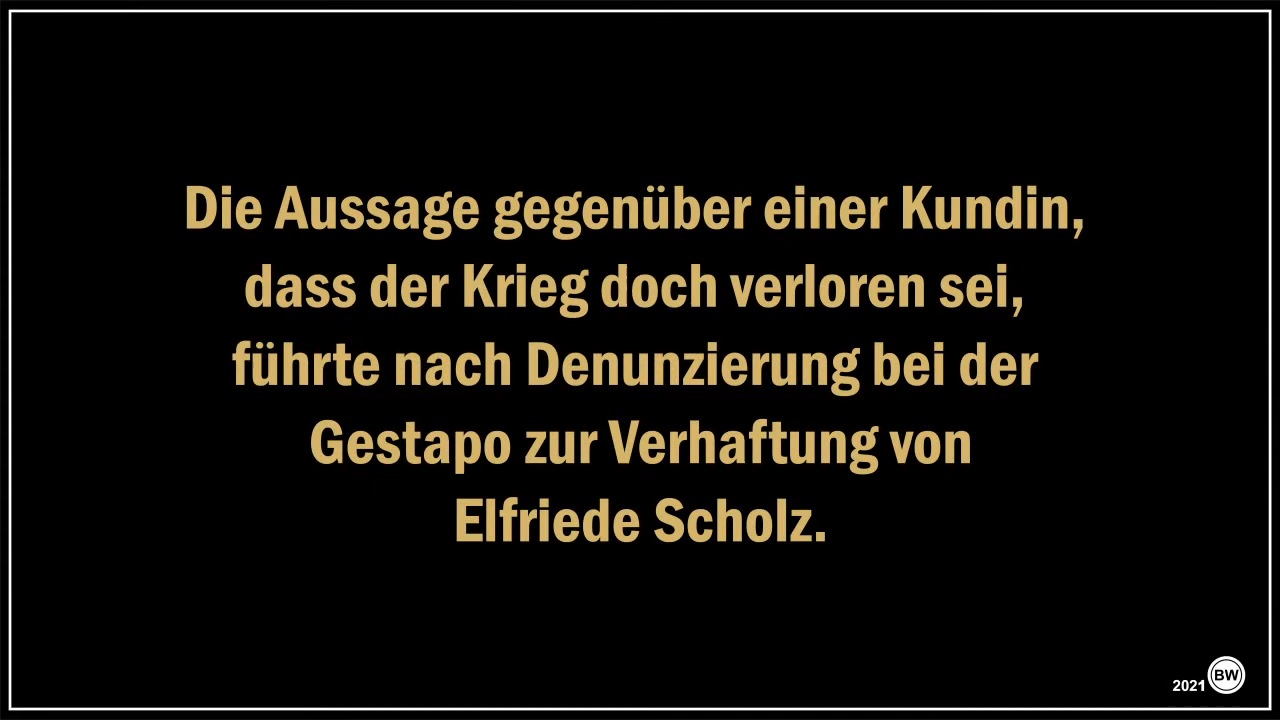 Die Aussage gegenüber einer Kundin,
dass der Krieg doch verloren sei,
führte nach Denunzierung bei der
Gestapo zur Verhaftung von
Elfriede Scholz.
2021 BW